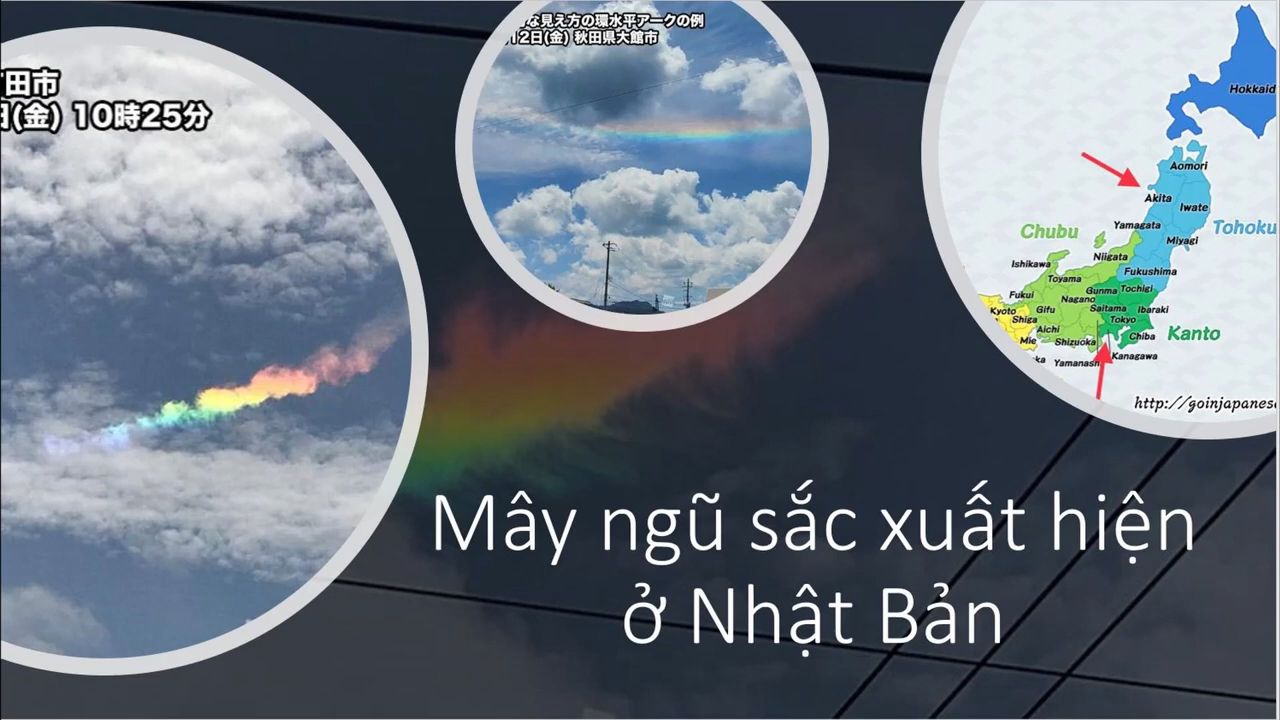 田市
(金) 10時25分
な見え方の環水平アークの例
12日(金) 秋田県大館市
Hokkaid
Aomori
Akita
Iwate
Yamagata
Tohoku
Chubu
Miyagi
Niigata
Ishikawa
Fukushima
Toyama
Gunma Tochigi
Fukui
Nagano
Kyoto
Gifu
Saitama
Ibaraki
Shiga
Tokyo
Aichi
Kanto
Mie
Shizuoka
Chiba
ka
Yamanash
Kanagawa
http://goinjapanese
Mây ngũ sắc xuất hiện
ở Nhật Bản